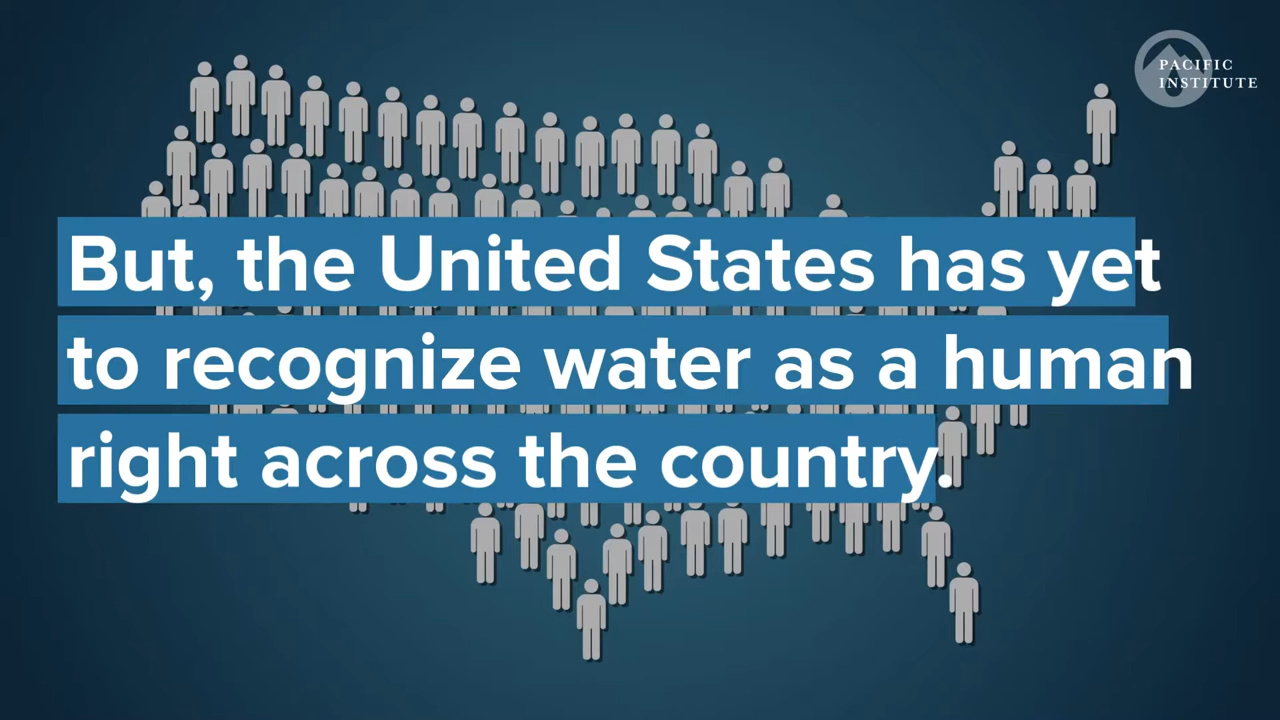 PACIFIC
INSTITUTE
But, the United States has yet
to recognize water as a human
right across the country.